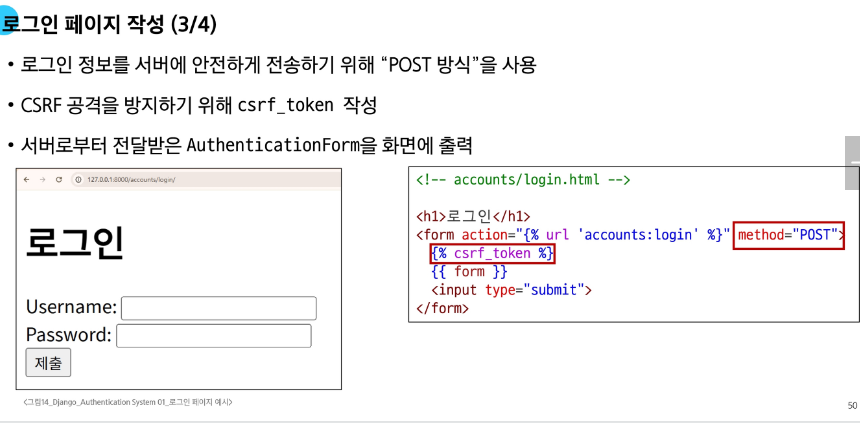 로그인 페이지 작성 (3/4)
• 로그인 정보를 서버에 안전하게 전송하기 위해 “POST 방식”을 사용
• CSRF 공격을 방지하기 위해 csrf_token 작성
• 서버로부터 전달받은 AuthenticationForm을 화면에 출력
127.0.0.1:8000/accounts/login/
로그인
Username:
Password:
제출
<그림14_Django_Authentication System 01_로그인 페이지 예시>
<!-- accounts/login.html -->
<h1>로그인</h1>
<form action="{% url 'accounts:login' %}" method="POST">
{% csrf_token %}
{{ form }}
<input type="submit">
</form>
50